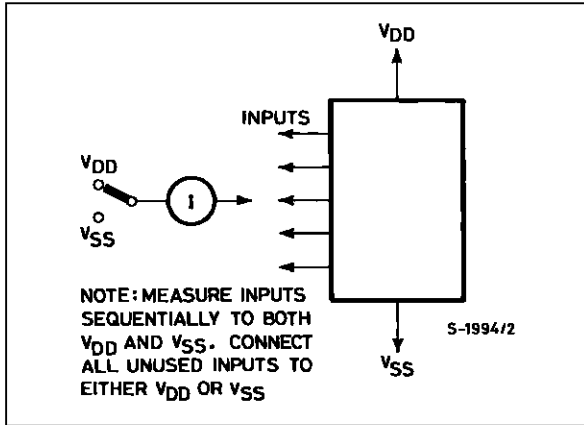 VDD
INPUTS
VDD
I
VSS
NOTE: MEASURE INPUTS
SEQUENTIALLY TO BOTH
VDD AND VSS. CONNECT
ALL UNUSED INPUTS TO
EITHER VDD OR VSS
S-1994/2
VSS